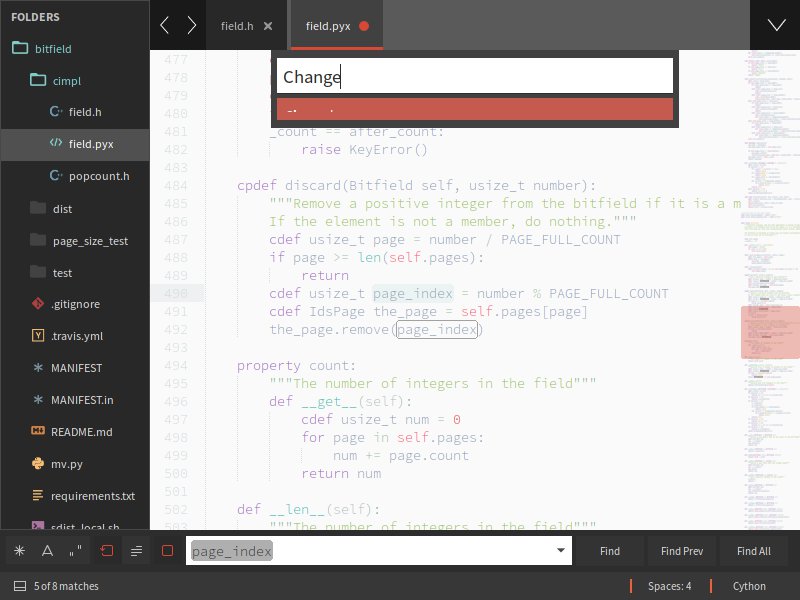 FOLDERS
bitfield
cimpl
field.h
field.pyx
popcount.h
dist
page_size_test
test
.gitignore
.travis.yml
MANIFEST
MANIFEST.in
README.md
mv.py
requirements.txt
sdist_local.sh
field.h
field.pyx
Change
477
478
479
480
481 _count == after_count:
482 raise KeyError()
483
484 cpdef discard(Bitfield self, usize_t number):
485 """Remove a positive integer from the bitfield if it is a m
486 If the element is not a member, do nothing."""
487 cdef usize_t page = number / PAGE_FULL_COUNT
488 if page >= len(self.pages):
489 return
490 cdef usize_t page_index = number % PAGE_FULL_COUNT
491 cdef IdsPage the_page = self.pages[page]
492 the_page.remove(page_index)
493
494 property count:
495 """The number of integers in the field"""
496 def __get__(self):
497 cdef usize_t num = 0
498 for page in self.pages:
499 num += page.count
500 return num
501
502 def __len__(self):
503 """The number of integers in the field"""
page_index
Find
Find Prev
Find All
5 of 8 matches
Spaces: 4
Cython